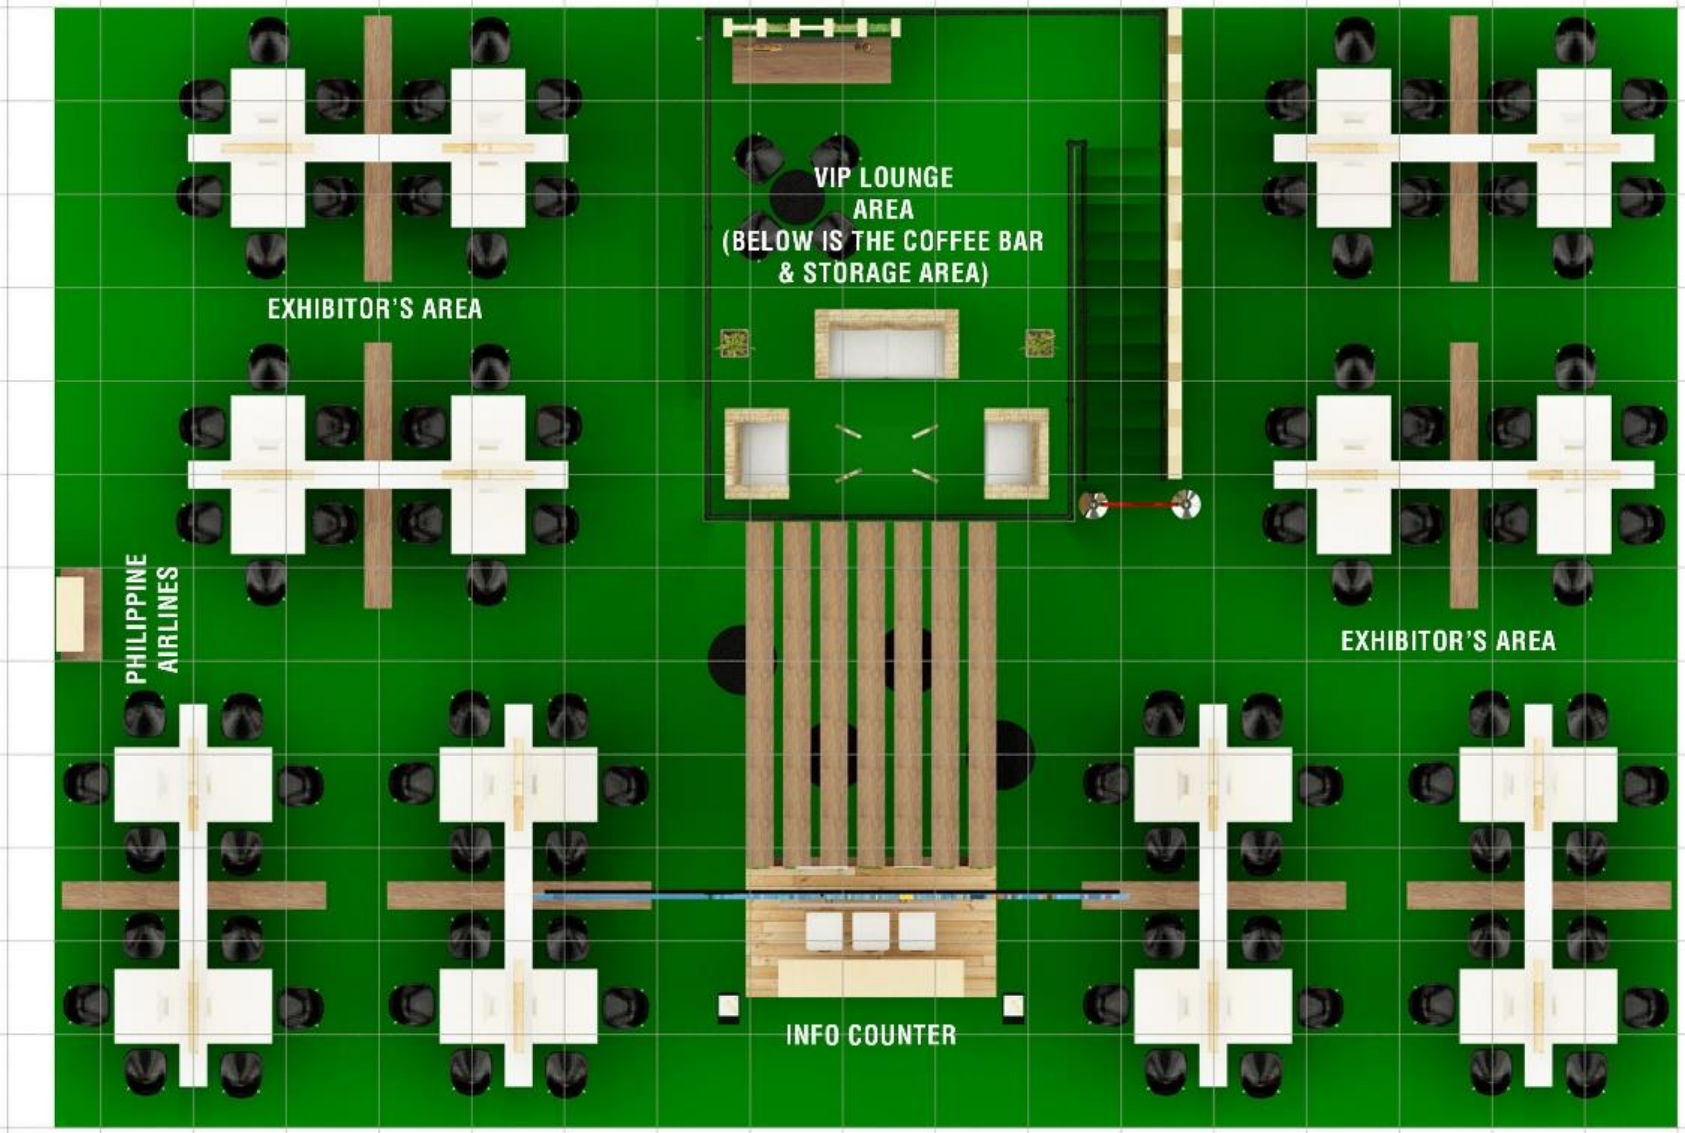 VIP LOUNGE
AREA
(BELOW IS THE COFFEE BAR
& STORAGE AREA)
EXHIBITOR'S AREA
PHILIPPINE
AIRLINES
EXHIBITOR'S AREA
INFO COUNTER